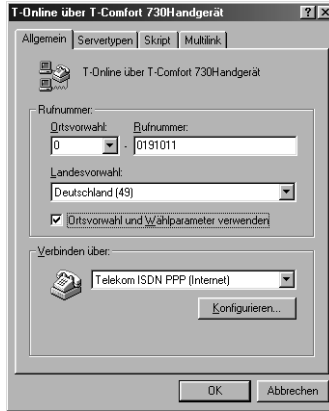 T-Online über T-Comfort 730Handgerät
Allgemein Servertypen Skript Multilink
T-Online über T-Comfort 730Handgerät
Rufnummer:
Ortsvorwahl: Rufnummer:
0 - 0191011
Landesvorwahl:
Deutschland (49)
Ortsvorwahl und Wählparameter verwenden
Verbinden über:
Telekom ISDN PPP (Internet)
Konfigurieren...
OK Abbrechen